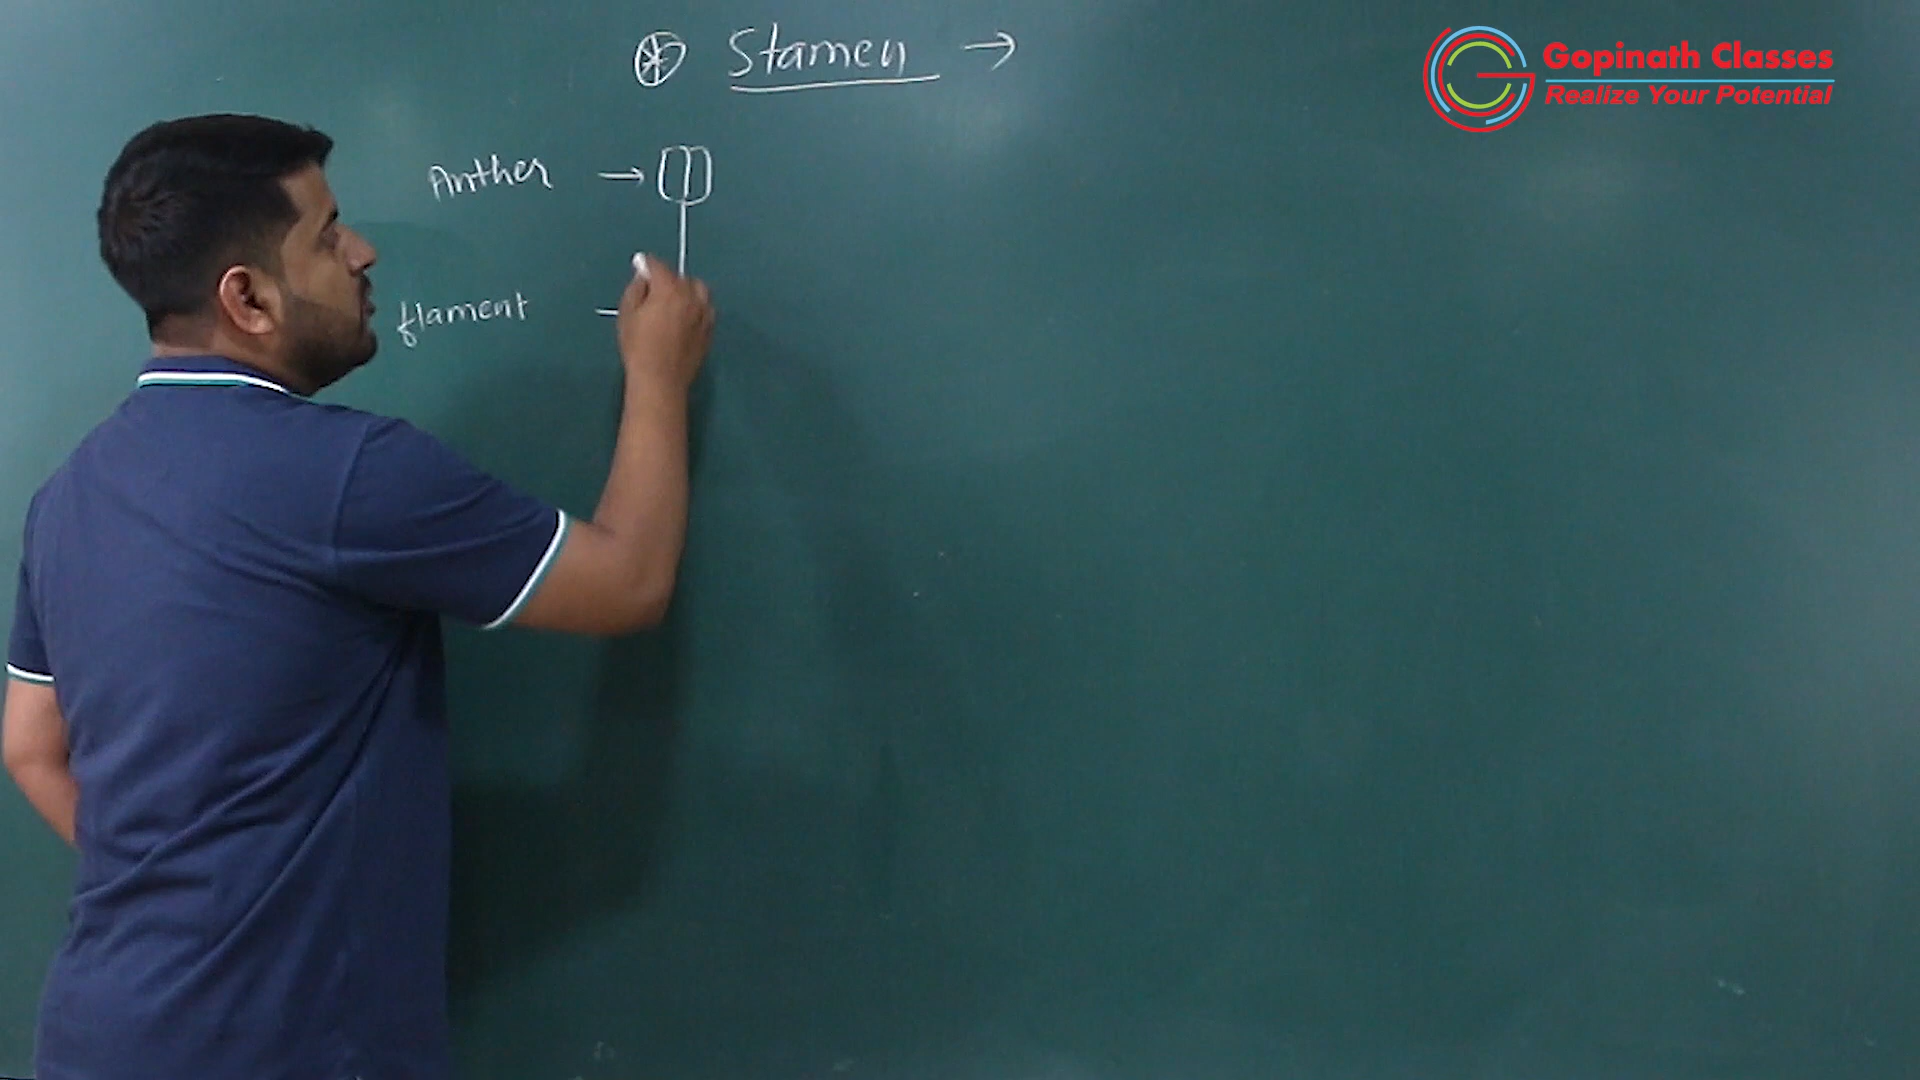 Stamen →
Gopinath Classes
Realize Your Potential
Anther →
filament